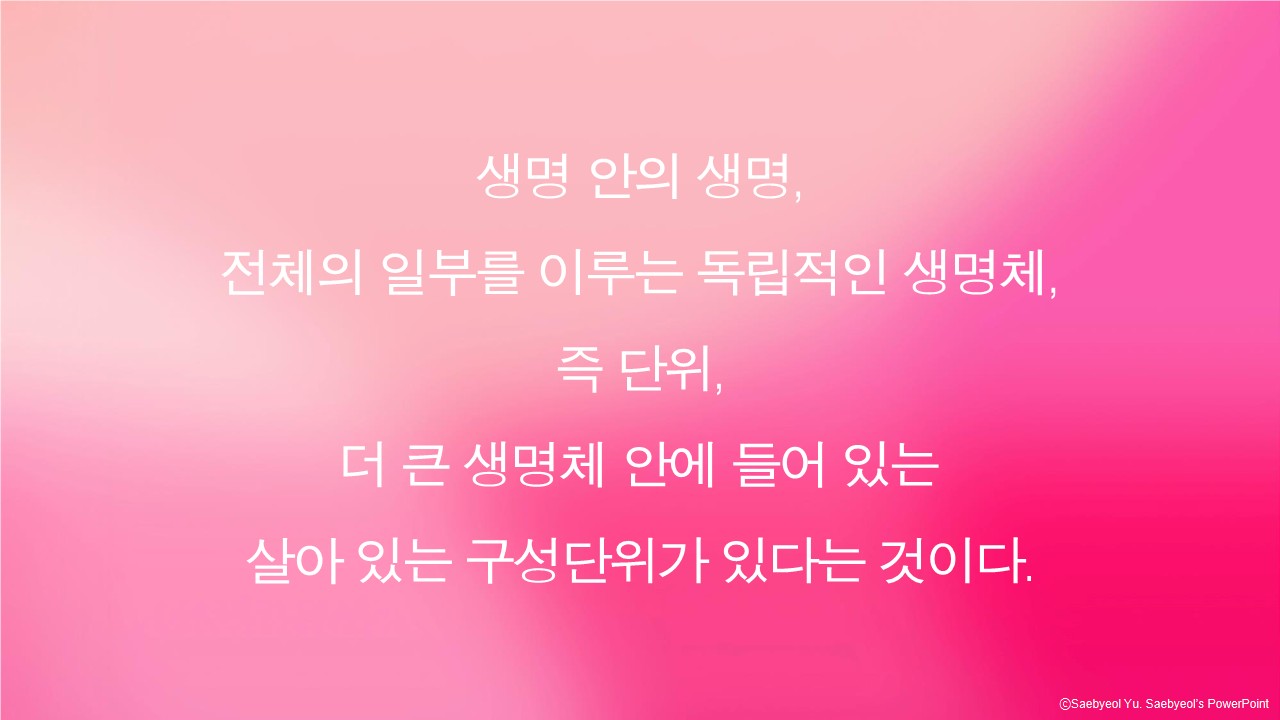 생명 안의 생명,
전체의 일부를 이루는 독립적인 생명체,
즉 단위,
더 큰 생명체 안에 들어 있는
살아 있는 구성단위가 있다는 것이다.
ⓒSaebyeol Yu. Saebyeol's PowerPoint